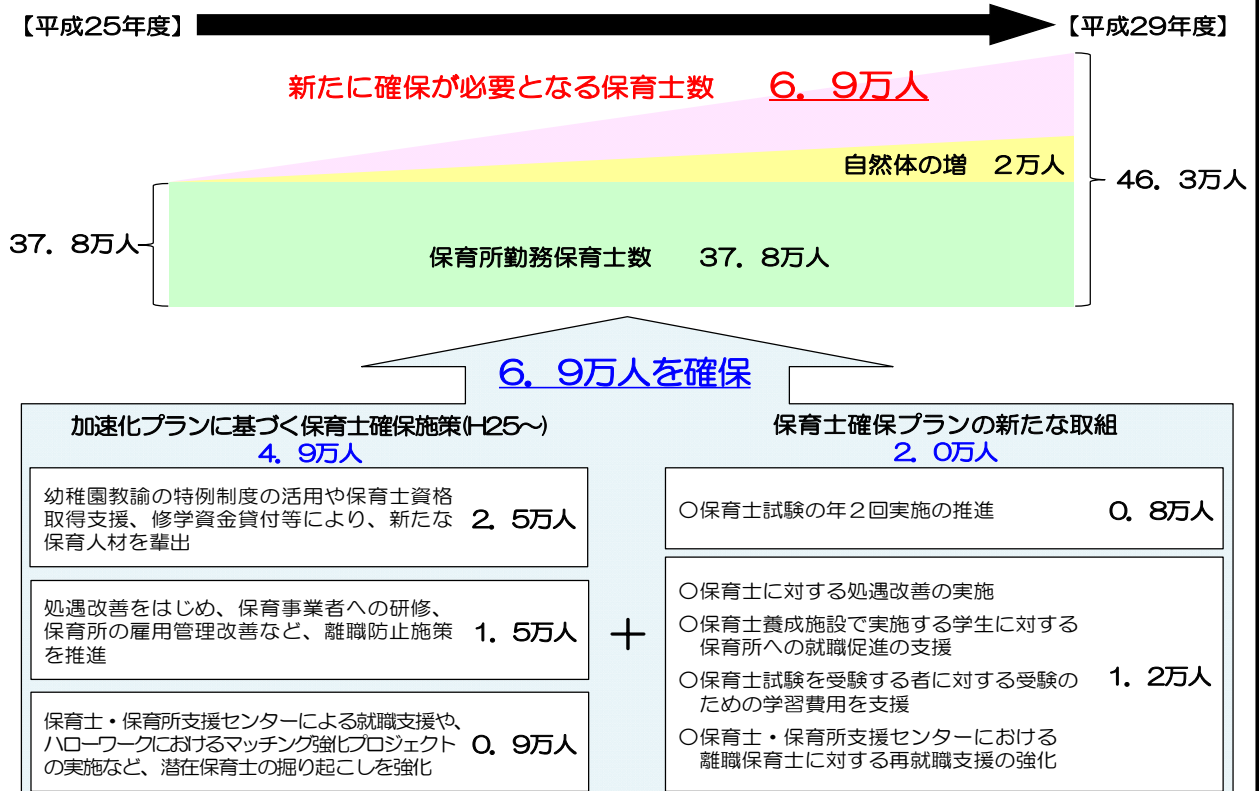 【平成25年度】
【平成29年度】
新たに確保が必要となる保育士数 6.9万人
自然体の増 2万人
46.3万人
37.8万人
保育所勤務保育士数 37.8万人
6.9万人を確保
加速化プランに基づく保育士確保施策(H25～)
4.9万人
幼稚園教諭の特例制度の活用や保育士資格
取得支援、修学資金貸付等により、新たな
保育人材を輩出
2.5万人
処遇改善をはじめ、保育事業者への研修、
保育所の雇用管理改善など、離職防止施策
を推進
1.5万人
保育士・保育所支援センターによる就職支援や、
ハローワークにおけるマッチング強化プロジェクト
の実施など、潜在保育士の掘り起こしを強化
0.9万人
＋
保育士確保プランの新たな取組
2.0万人
○保育士試験の年2回実施の推進
0.8万人
○保育士に対する処遇改善の実施
○保育士養成施設で実施する学生に対する
保育所への就職促進の支援
○保育士試験を受験する者に対する受験の
ための学習費用を支援
○保育士・保育所支援センターにおける
離職保育士に対する再就職支援の強化
1.2万人